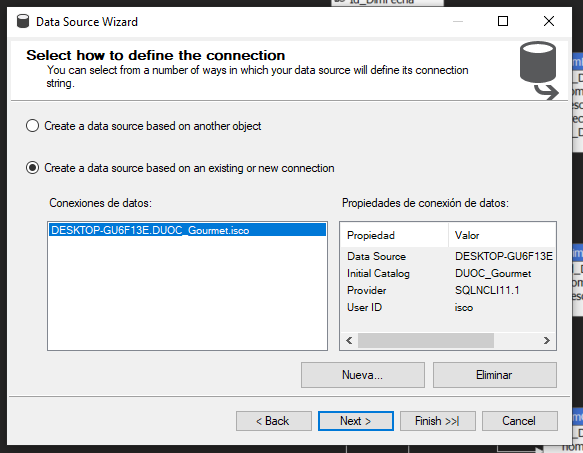 Id_DimFecha
Data Source Wizard
Select how to define the connection
You can select from a number of ways in which your data source will define its connection
string.
Create a data source based on another object
Create a data source based on an existing or new connection
Conexiones de datos:
Propiedades de conexión de datos:
DESKTOP-GU6F13E.DUOC_Gourmet.isco
Propiedad Valor
Data Source DESKTOP-GU6F13E
Initial Catalog DUOC_Gourmet
Provider SQLNCLI11.1
User ID isco
Nueva...
Eliminar
< Back
Next >
Finish >>|
Cancel